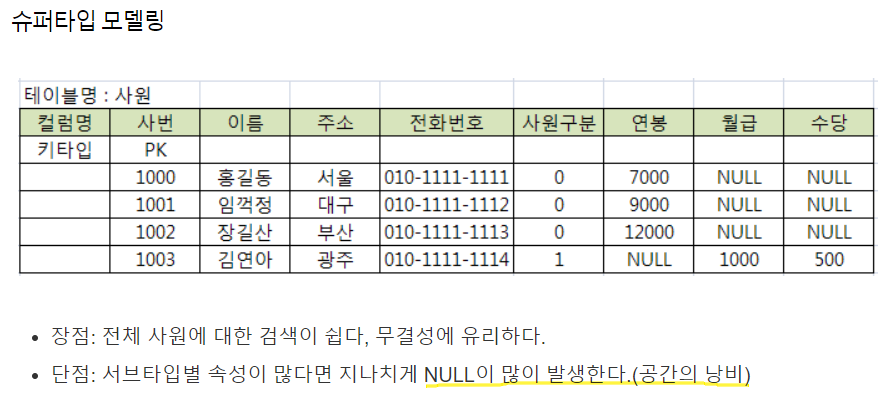 슈퍼타입 모델링
테이블명 : 사원
컬럼명 사번 이름 주소 전화번호 사원구분 연봉 월급 수당
키타입 PK
1000 홍길동 서울 010-1111-1111 0 7000 NULL NULL
1001 임꺽정 대구 010-1111-1112 0 9000 NULL NULL
1002 장길산 부산 010-1111-1113 0 12000 NULL NULL
1003 김연아 광주 010-1111-1114 1 NULL 1000 500
• 장점: 전체 사원에 대한 검색이 쉽다, 무결성에 유리하다.
• 단점: 서브타입별 속성이 많다면 지나치게 NULL이 많이 발생한다.(공간의 낭비)